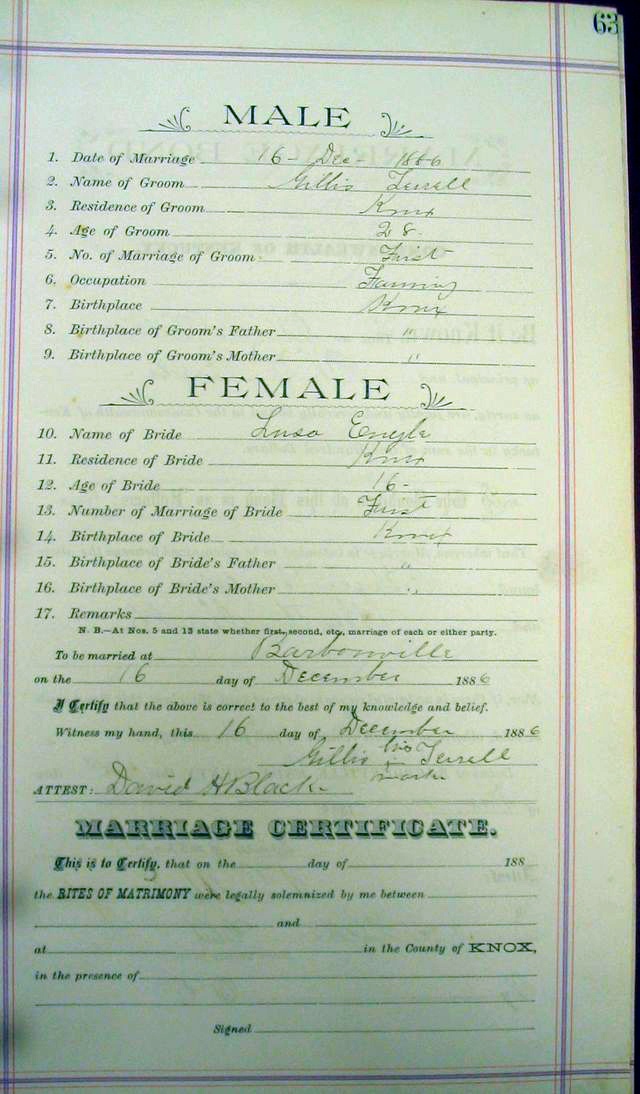 63
MALE
1. Date of Marriage 16 - Dec - 1886
2. Name of Groom Gillis Terrell
3. Residence of Groom Knox
4. Age of Groom 28.
5. No. of Marriage of Groom First
6. Occupation Farming
7. Birthplace Knox
8. Birthplace of Groom's Father "
9. Birthplace of Groom's Mother "
FEMALE
10. Name of Bride Engle
11. Residence of Bride Knox
12. Age of Bride 16 -
13. Number of Marriage of Bride First
14. Birthplace of Bride Knox
15. Birthplace of Bride's Father "
16. Birthplace of Bride's Mother "
17. Remarks
N. B.—At Nos. 5 and 13 state whether first, second, etc., marriage of each or either party.
To be married at Barbourville
on the 16 day of December 1886
I Certify that the above is correct to the best of my knowledge and belief.
Witness my hand, this 16 day of December 1886
Gillis his x mark Terrell
ATTEST: David H Black
MARRIAGE CERTIFICATE.
This is to Certify, that on the day of 188
the RITES OF MATRIMONY were legally solemnized by me between
and
at in the County of KNOX,
in the presence of
Signed